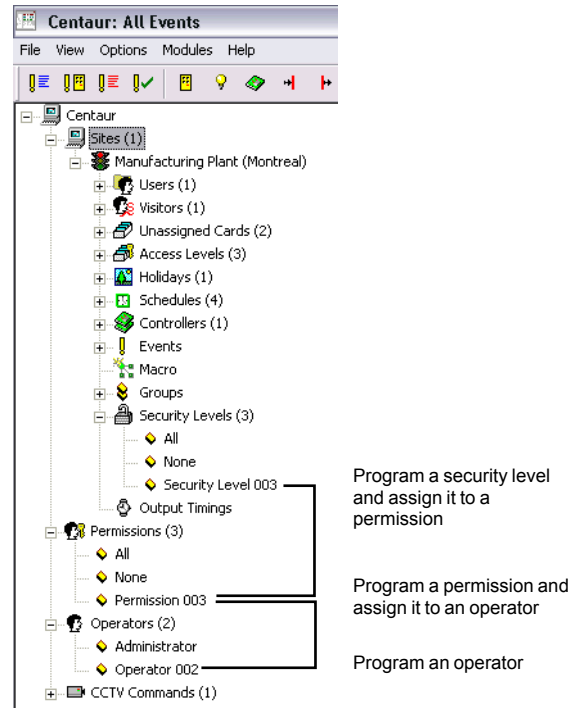 Centaur: All Events
File View Options Modules Help
Centaur
Sites (1)
Manufacturing Plant (Montreal)
Users (1)
Visitors (1)
Unassigned Cards (2)
Access Levels (3)
Holidays (1)
Schedules (4)
Controllers (1)
Events
Macro
Groups
Security Levels (3)
All
None
Security Level 003
Output Timings
Permissions (3)
All
None
Permission 003
Operators (2)
Administrator
Operator 002
CCTV Commands (1)
Program a security level
and assign it to a
permission
Program a permission and
assign it to an operator
Program an operator